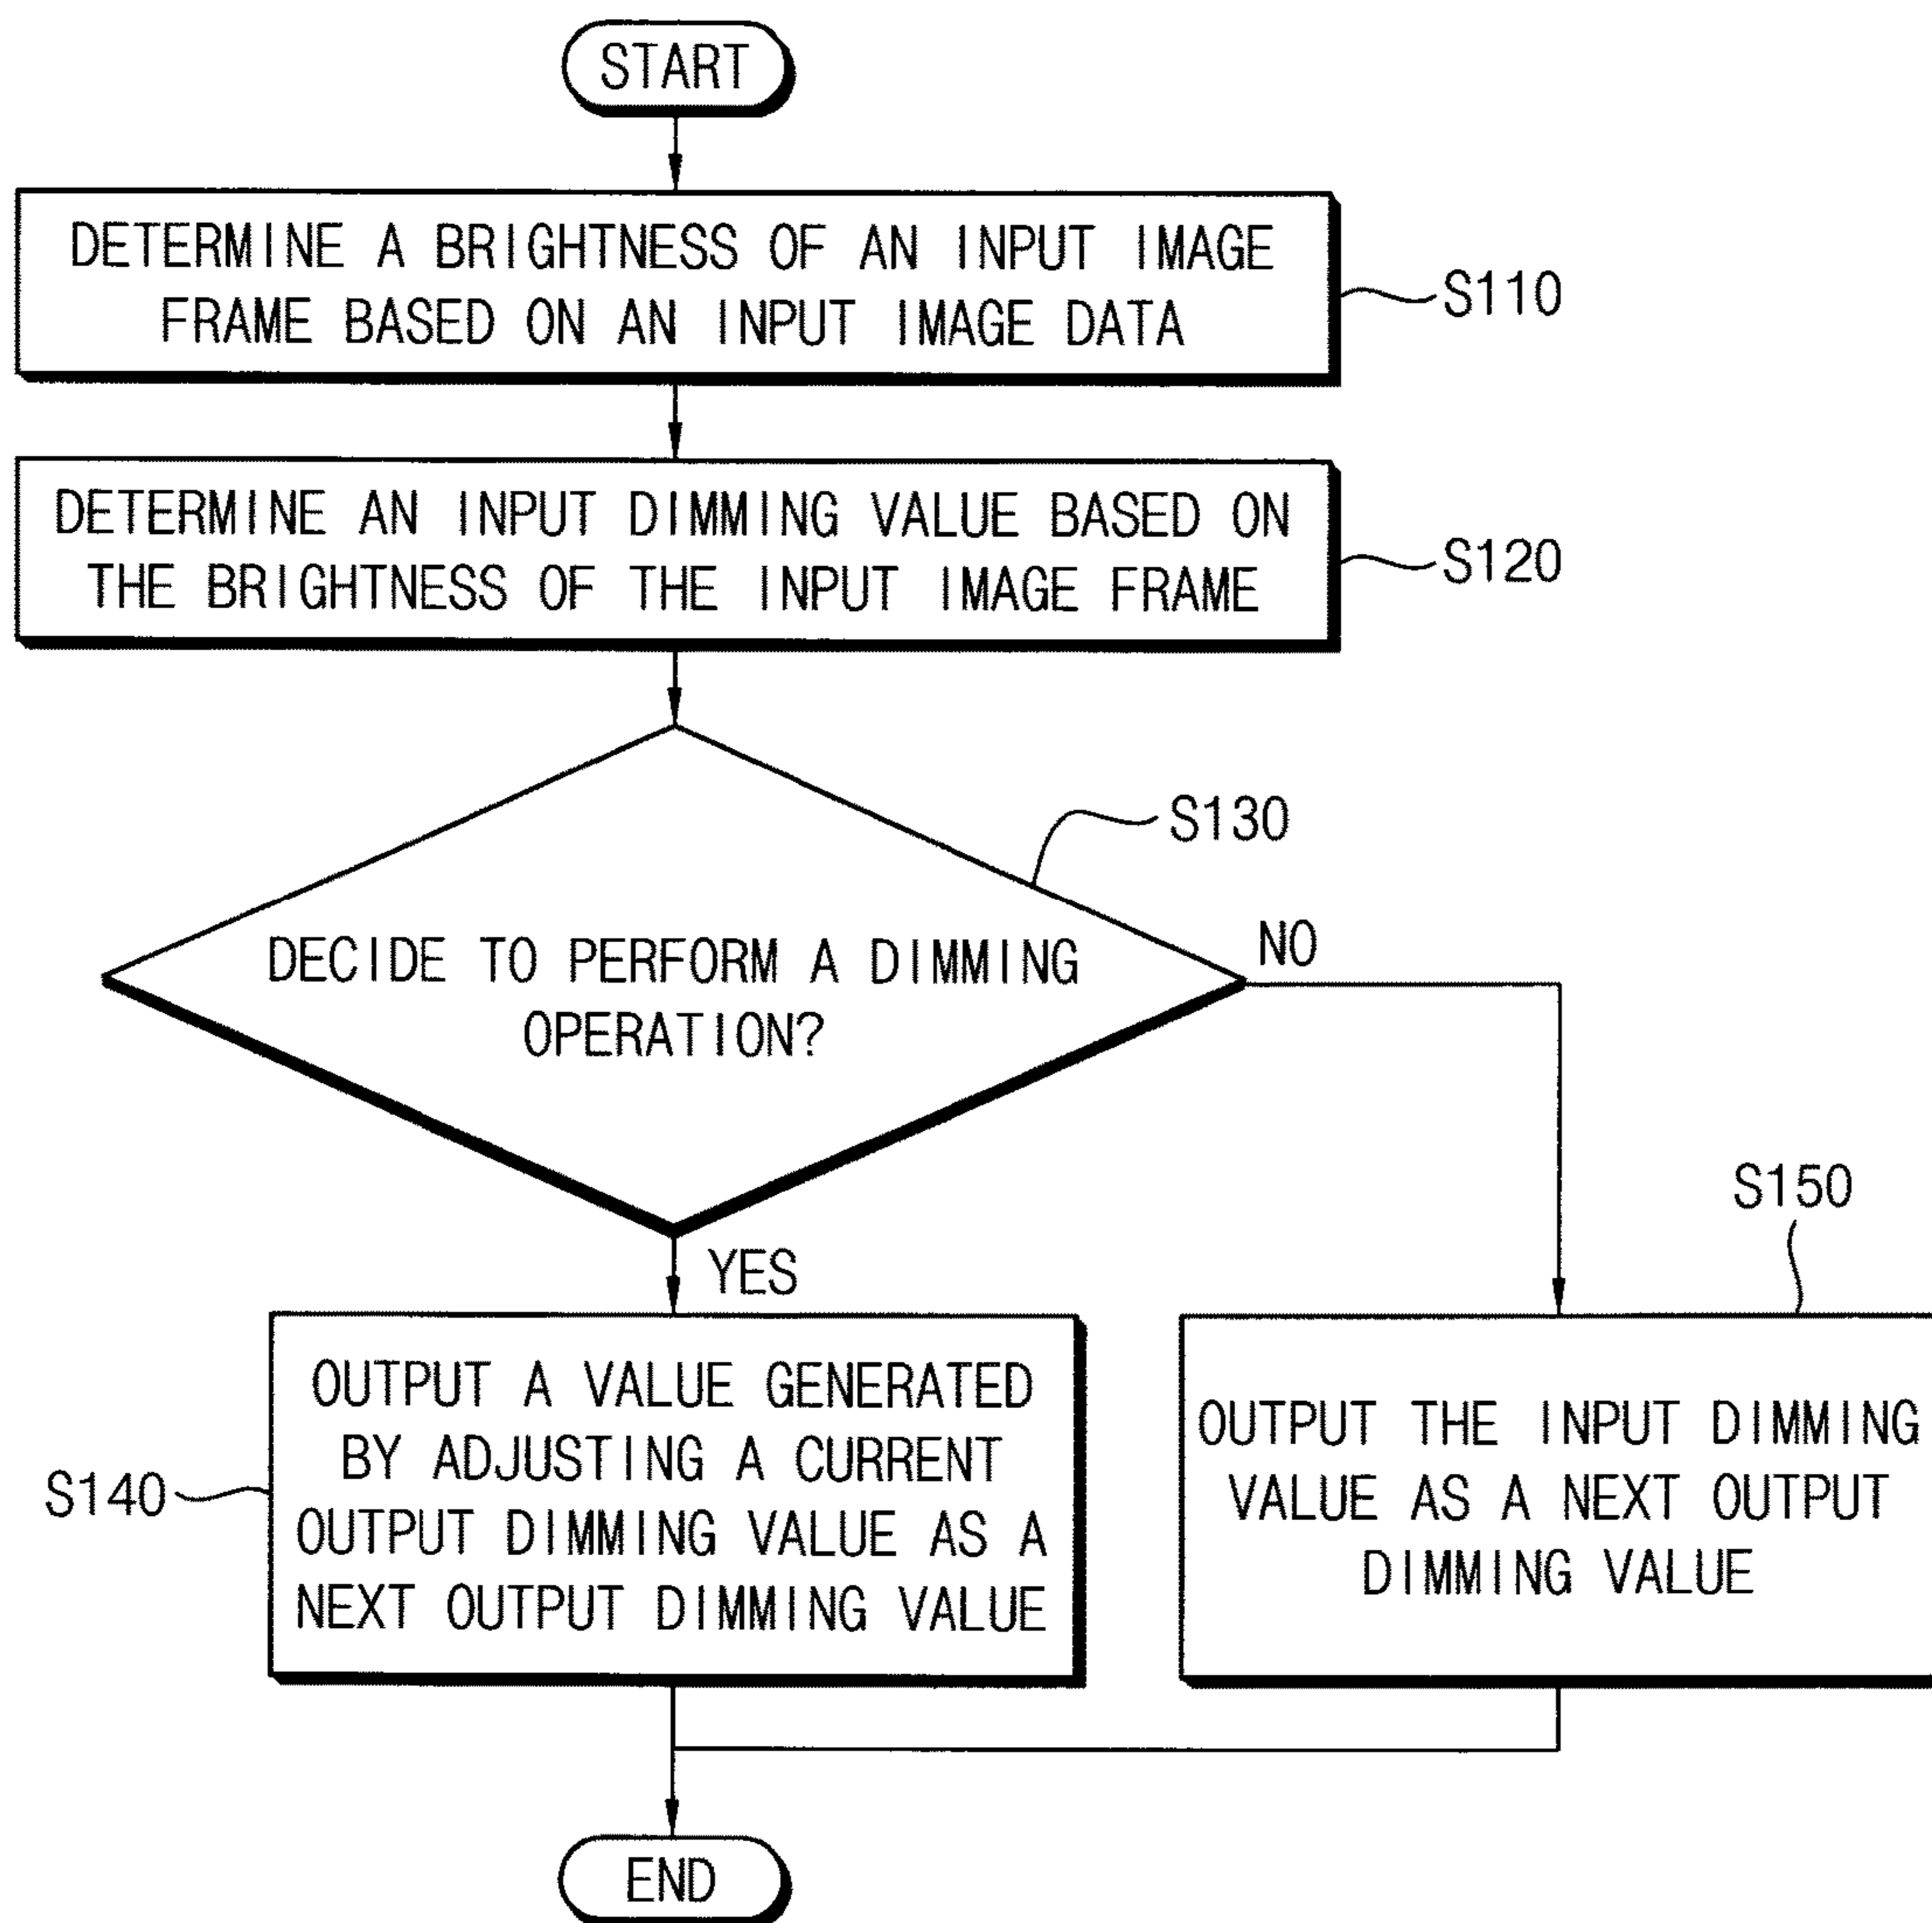 START
DETERMINE A BRIGHTNESS OF AN INPUT IMAGE
FRAME BASED ON AN INPUT IMAGE DATA
S110
DETERMINE AN INPUT DIMMING VALUE BASED ON
THE BRIGHTNESS OF THE INPUT IMAGE FRAME
S120
S130
DECIDE TO PERFORM A DIMMING
OPERATION?
NO
YES
S150
OUTPUT A VALUE GENERATED
BY ADJUSTING A CURRENT
OUTPUT DIMMING VALUE AS A
NEXT OUTPUT DIMMING VALUE
S140
OUTPUT THE INPUT DIMMING
VALUE AS A NEXT OUTPUT
DIMMING VALUE
END